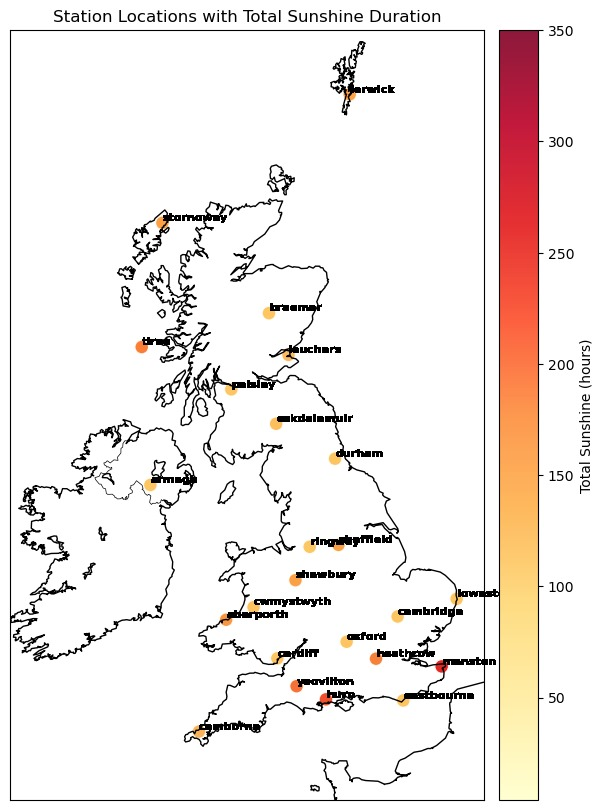 Station Locations with Total Sunshine Duration
350
lerwick
300
stornoway
250
braemar
tiree
leuchars
200
paisley
eskdalemuir
durham
150
armagh
ringway
sheffield
shawbury
100
cwmystwyth
lowest
aberporth
cambridge
oxford
cardiff
heathrow
manston
50
yeovilton
hurn
eastbourne
camborne
Total Sunshine (hours)